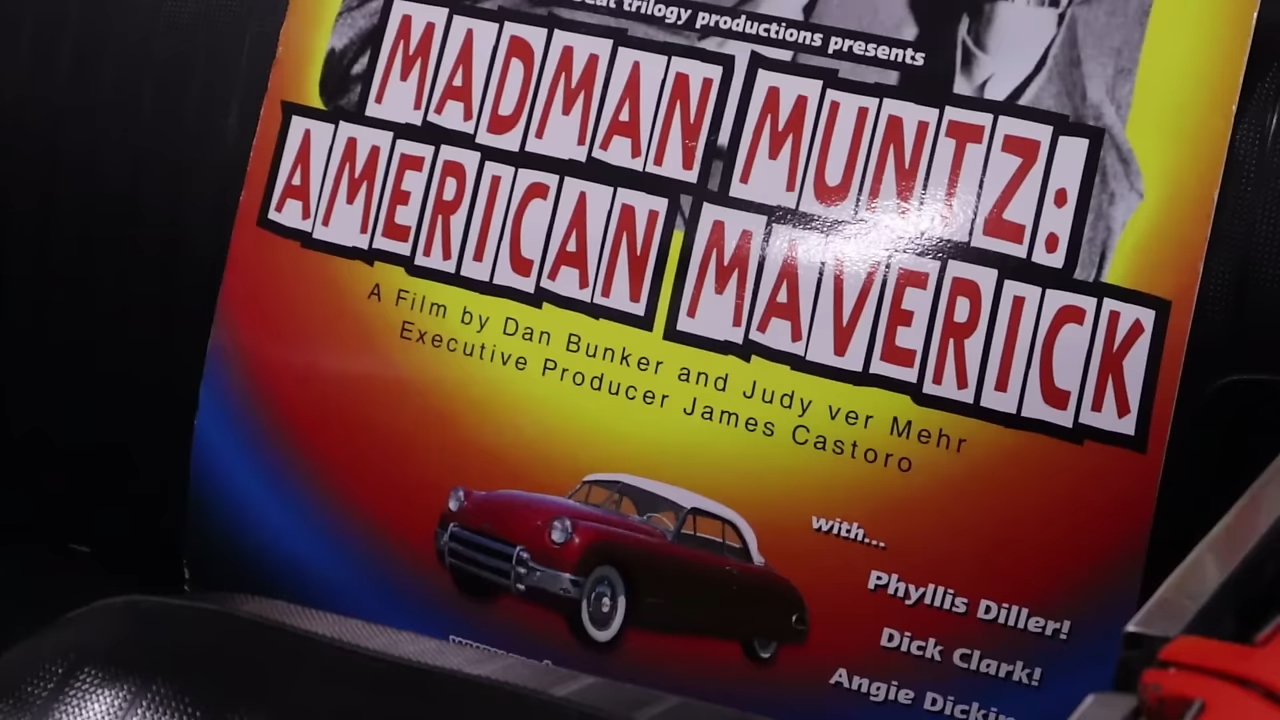 trilogy productions presents
MADMAN MUNTZ:
AMERICAN MAVERICK
A Film by Dan Bunker and Judy ver Mehr
Executive Producer James Castoro
with...
Phyllis Diller!
Dick Clark!
Angie